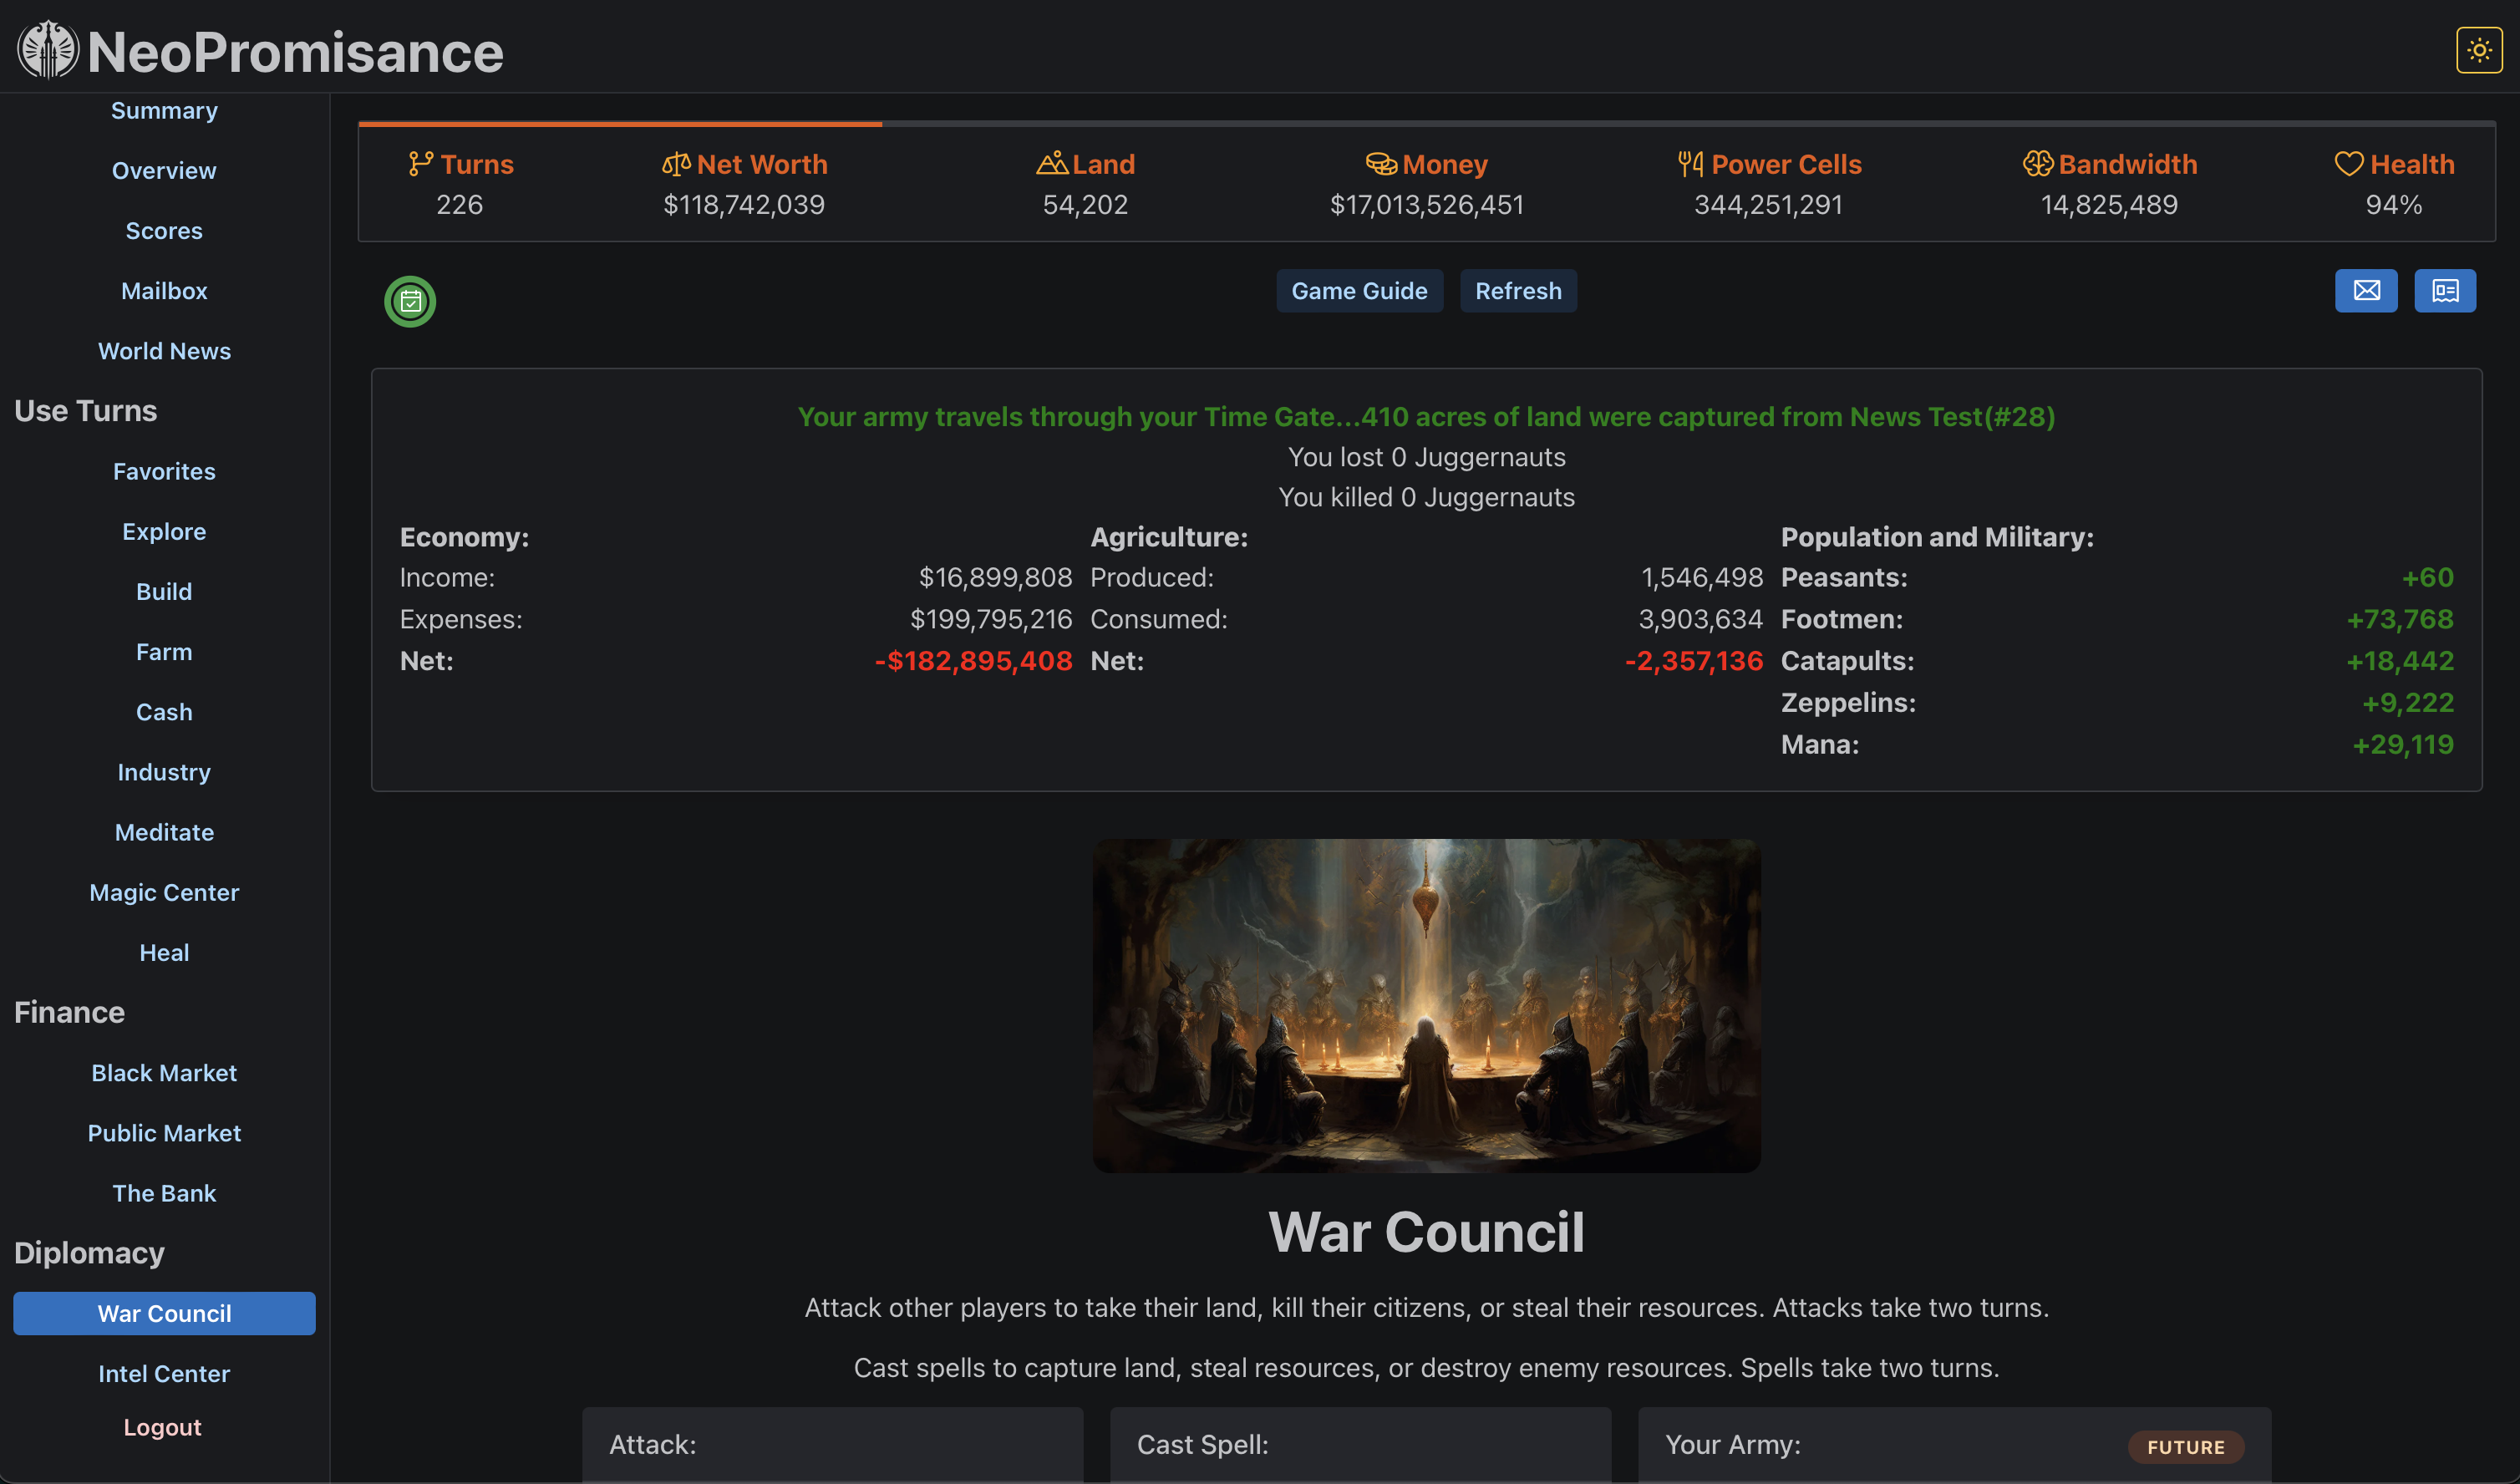 NeoPromisance
Summary
Overview
Scores
Mailbox
World News
Use Turns
Favorites
Explore
Build
Farm
Cash
Industry
Meditate
Magic Center
Heal
Finance
Black Market
Public Market
The Bank
Diplomacy
War Council
Intel Center
Logout
Turns Net Worth Land Money Power Cells Bandwidth Health
226 $118,742,039 54,202 $17,013,526,451 344,251,291 14,825,489 94%
Game Guide Refresh
Your army travels through your Time Gate...410 acres of land were captured from News Test(#28)
You lost 0 Juggernauts
You killed 0 Juggernauts
Economy:
Income: $16,899,808
Expenses: $199,795,216
Net: -$182,895,408
Agriculture:
Produced: 1,546,498
Consumed: 3,903,634
Net: -2,357,136
Population and Military:
Peasants: +60
Footmen: +73,768
Catapults: +18,442
Zeppelins: +9,222
Mana: +29,119
War Council
Attack other players to take their land, kill their citizens, or steal their resources. Attacks take two turns.
Cast spells to capture land, steal resources, or destroy enemy resources. Spells take two turns.
Attack:
Cast Spell:
Your Army: FUTURE